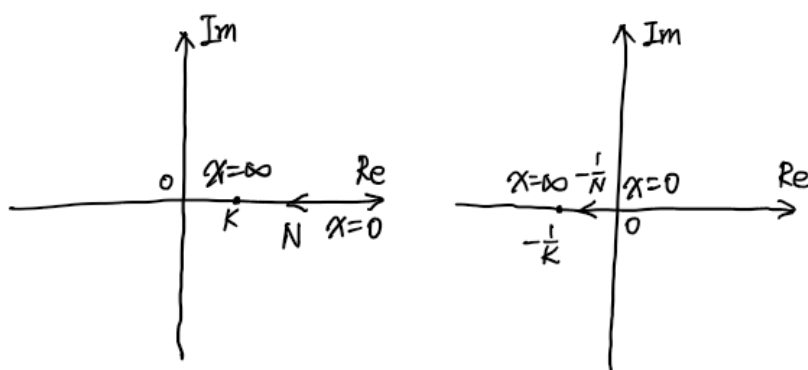 Im
0 x=∞ Re
K N x=0
Im
x=∞ -1/N x=0 Re
-1/K 0